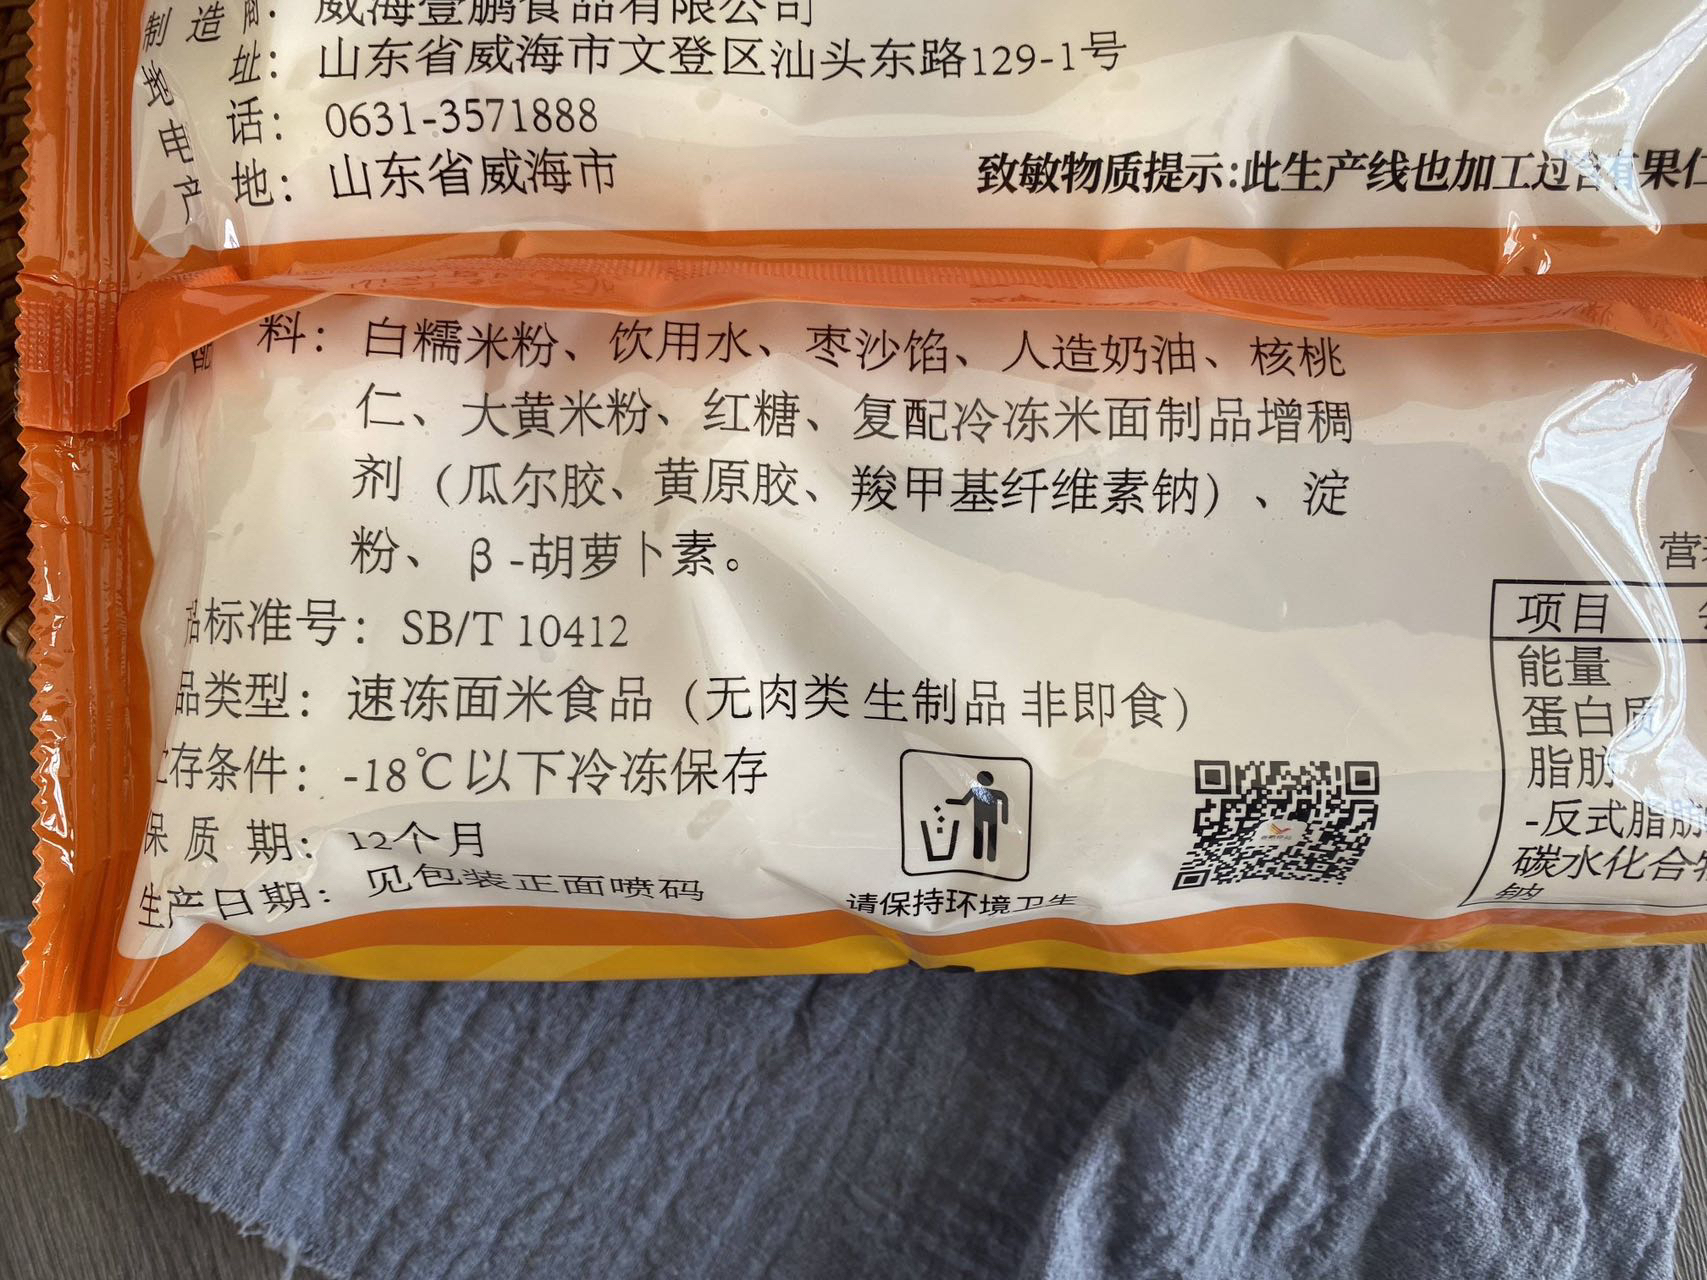 制造商：威海壹鹏食品有限公司
地址：山东省威海市文登区汕头东路129-1号
电话：0631-3571888
产地：山东省威海市
致敏物质提示:此生产线也加工过含有果仁
配料：白糯米粉、饮用水、枣沙馅、人造奶油、核桃
仁、大黄米粉、红糖、复配冷冻米面制品增稠
剂（瓜尔胶、黄原胶、羧甲基纤维素钠）、淀
粉、β-胡萝卜素。
品标准号：SB/T 10412
品类型：速冻面米食品（无肉类 生制品 非即食）
贮存条件：-18℃以下冷冻保存
保质期：12个月
生产日期：见包装正面喷码
请保持环境卫生
项目
能量
蛋白质
脂肪
-反式脂肪
碳水化合物
钠